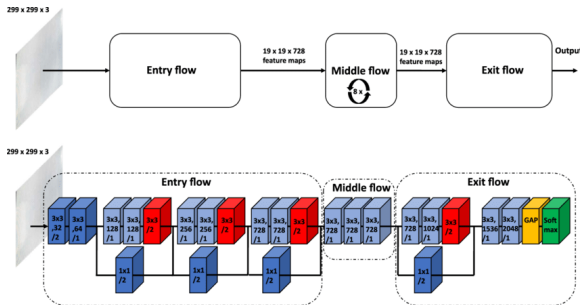 299 x 299 x 3
Entry flow
19 x 19 x 728
feature maps
Middle flow
8 x
19 x 19 x 728
feature maps
Exit flow
Output
299 x 299 x 3
Entry flow
Middle flow
Exit flow
3x3
,32
/2
3x3
,64
/1
3x3,
128
/1
3x3,
128
/1
3x3
/2
3x3,
256
/1
3x3,
256
/1
3x3
/2
3x3,
728
/1
3x3,
728
/1
3x3
/2
3x3,
728
/1
3x3,
728
/1
3x3,
728
/1
3x3,
728
/1
3x3,
1024
/1
3x3
/2
3x3,
1536
/1
3x3,
2048
/1
GAP
Soft
max
1x1
/2
1x1
/2
1x1
/2
1x1
/2